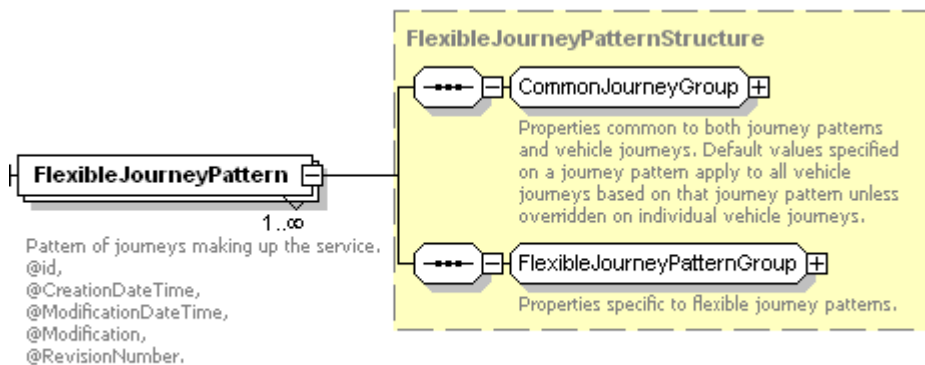 FlexibleJourneyPatternStructure
CommonJourneyGroup
Properties common to both journey patterns
and vehicle journeys. Default values specified
on a journey pattern apply to all vehicle
journeys based on that journey pattern unless
overridden on individual vehicle journeys.
FlexibleJourneyPattern
1..∞
Pattern of journeys making up the service.
@id,
@CreationDateTime,
@ModificationDateTime,
@Modification,
@RevisionNumber.
FlexibleJourneyPatternGroup
Properties specific to flexible journey patterns.